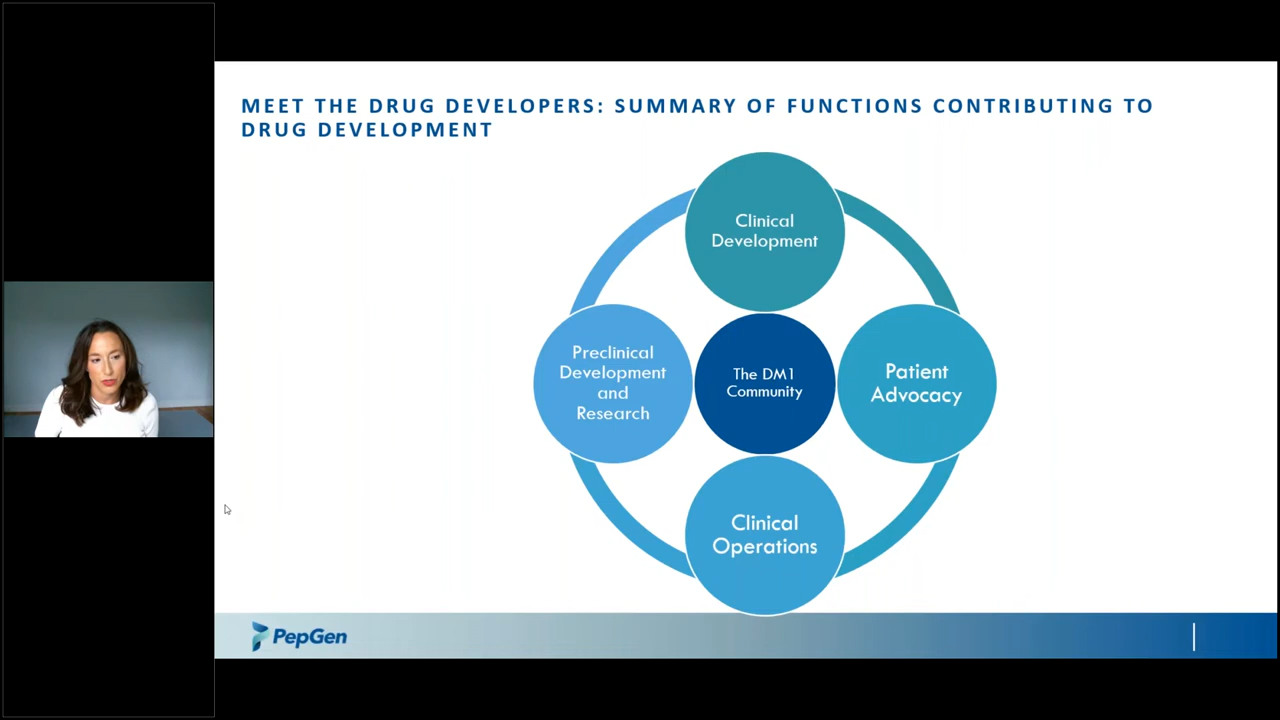 MEET THE DRUG DEVELOPERS: SUMMARY OF FUNCTIONS CONTRIBUTING TO
DRUG DEVELOPMENT
Clinical
Development
Preclinical
Development
and
Research
The DM1
Community
Patient
Advocacy
Clinical
Operations
PepGen